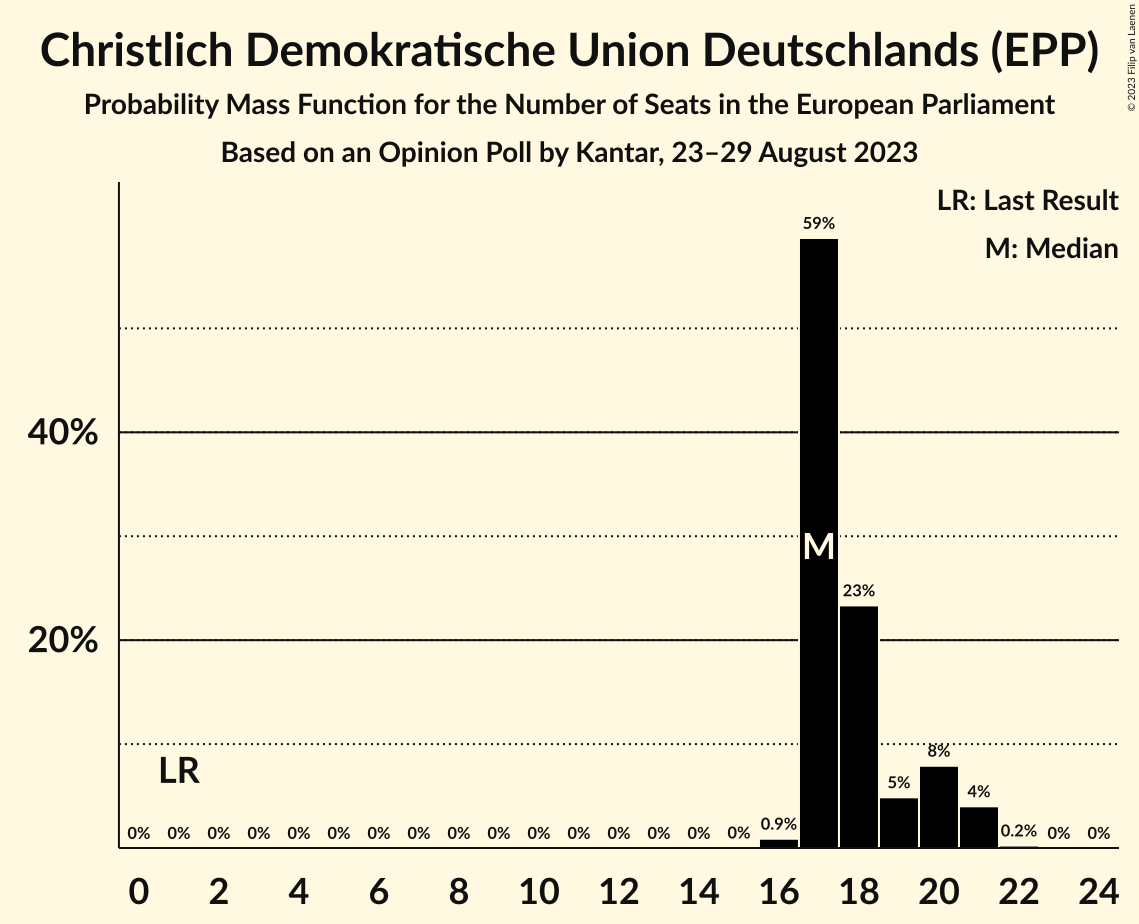 Christlich Demokratische Union Deutschlands (EPP)
Probability Mass Function for the Number of Seats in the European Parliament
Based on an Opinion Poll by Kantar, 23–29 August 2023
© 2023 Filip van Laenen
LR: Last Result
M: Median
59%
40%
M
23%
20%
8%
LR
5%
4%
0% 0% 0% 0% 0% 0% 0% 0% 0% 0% 0% 0% 0% 0% 0% 0% 0.9% 0.2% 0% 0%
0 2 4 6 8 10 12 14 16 18 20 22 24